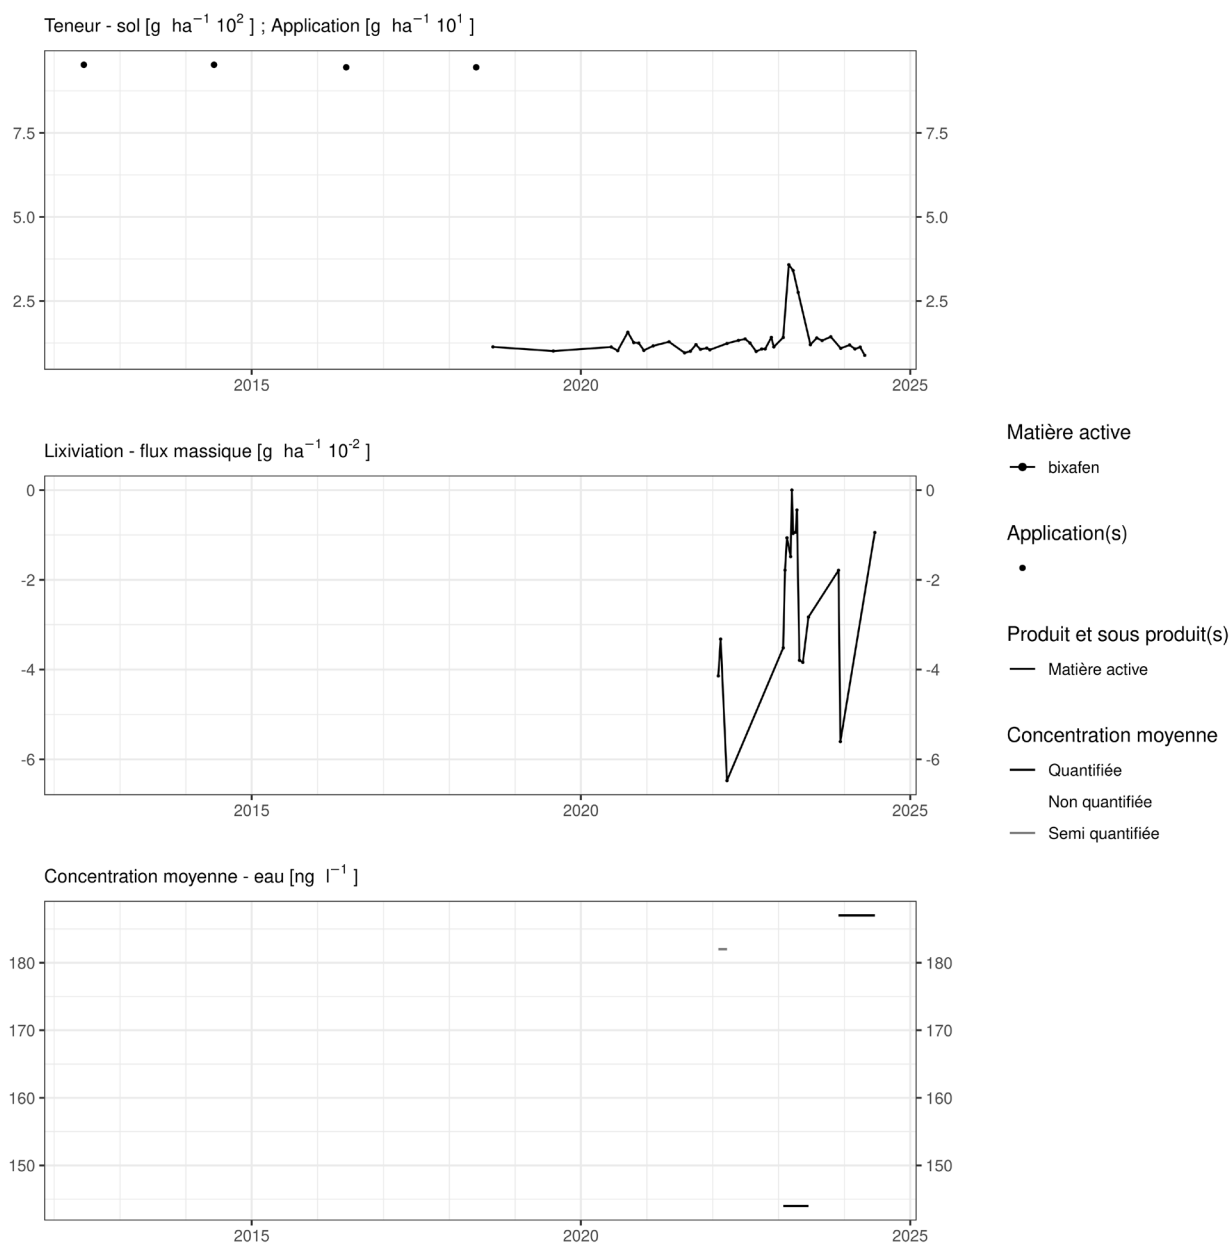 Teneur - sol [g ha−1 10² ] ; Application [g ha−1 10¹ ]
7.5 7.5
5.0 5.0
2.5 2.5
2015 2020 2025
Lixiviation - flux massique [g ha−1 10-2 ]
0 0
-2 -2
-4 -4
-6 -6
2015 2020 2025
Concentration moyenne - eau [ng l−1 ]
180 180
170 170
160 160
150 150
2015 2020 2025
Matière active
bixafen
Application(s)
Produit et sous produit(s)
Matière active
Concentration moyenne
Quantifiée
Non quantifiée
Semi quantifiée